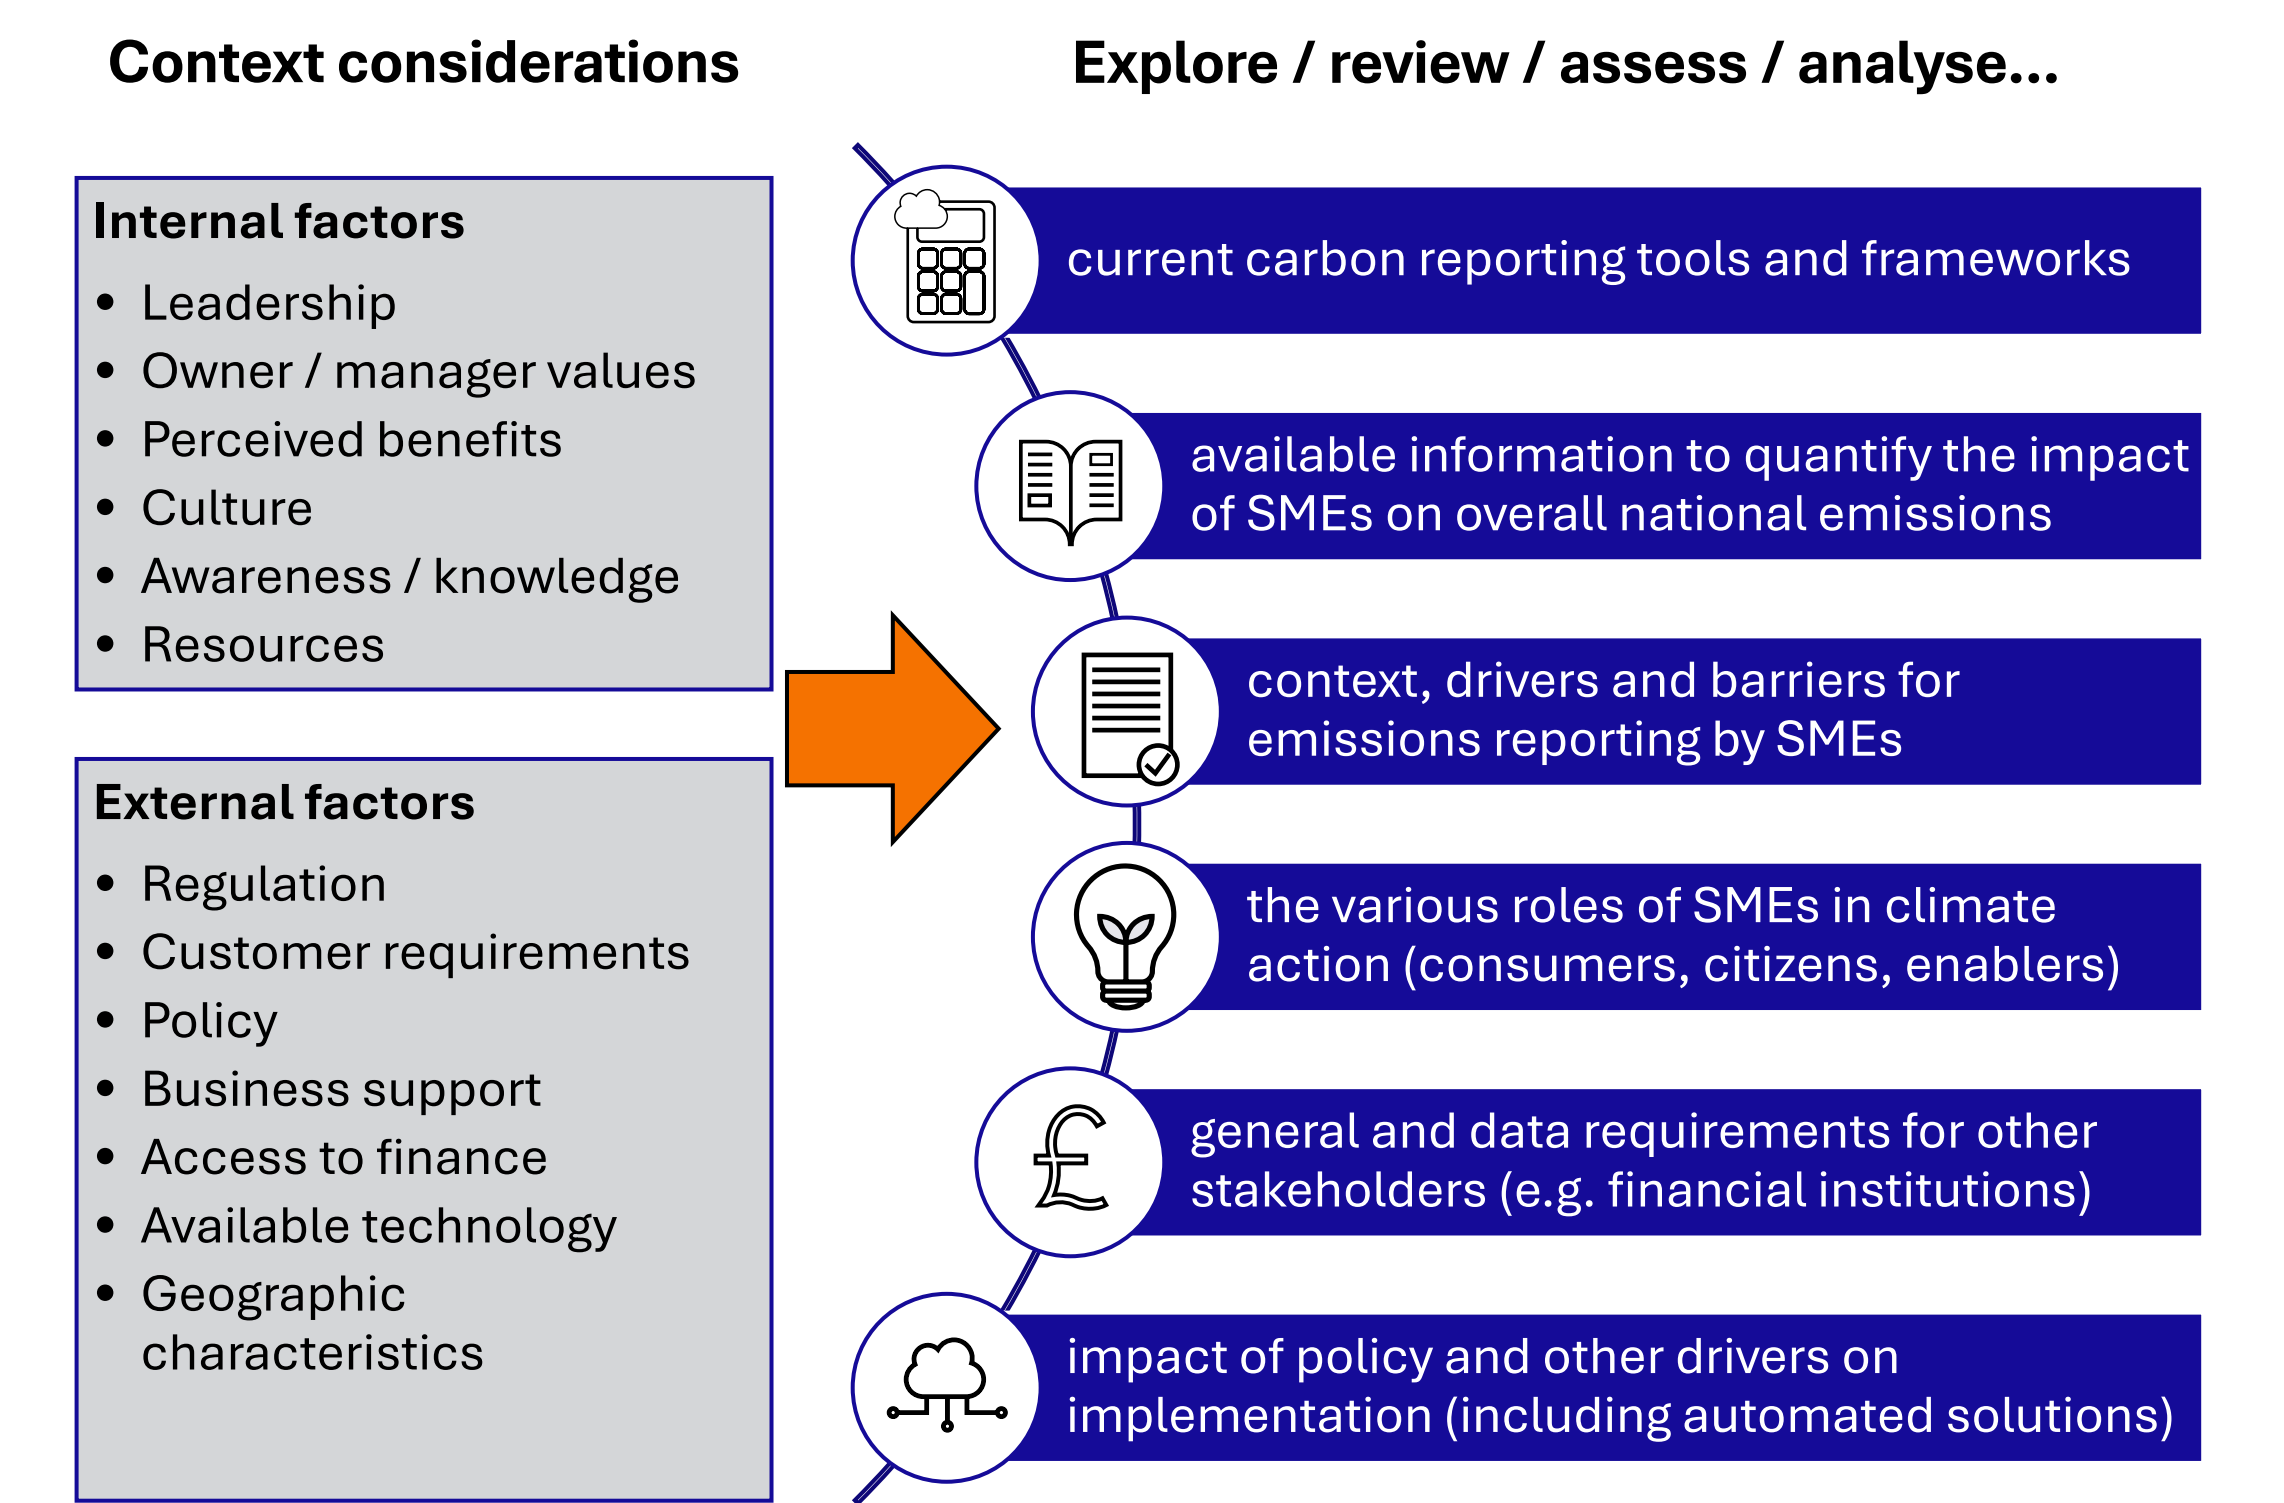 Context considerations
Internal factors
• Leadership
• Owner / manager values
• Perceived benefits
• Culture
• Awareness / knowledge
• Resources
External factors
• Regulation
• Customer requirements
• Policy
• Business support
• Access to finance
• Available technology
• Geographic
characteristics
Explore / review / assess / analyse...
current carbon reporting tools and frameworks
available information to quantify the impact
of SMEs on overall national emissions
context, drivers and barriers for
emissions reporting by SMEs
the various roles of SMEs in climate
action (consumers, citizens, enablers)
£
general and data requirements for other
stakeholders (e.g. financial institutions)
impact of policy and other drivers on
implementation (including automated solutions)